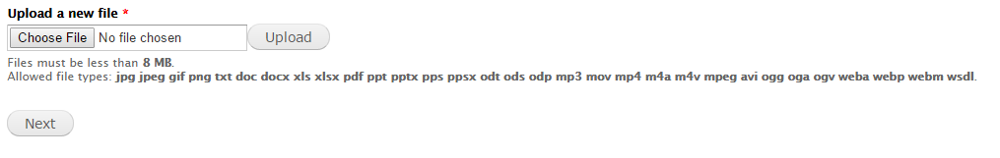 Upload a new file *
Choose File No file chosen Upload
Files must be less than 8 MB.
Allowed file types: jpg jpeg gif png txt doc docx xls xlsx pdf ppt pptx pps ppsx odt ods odp mp3 mov mp4 m4a m4v mpeg avi ogg oga ogv weba webp webm wsdl.
Next